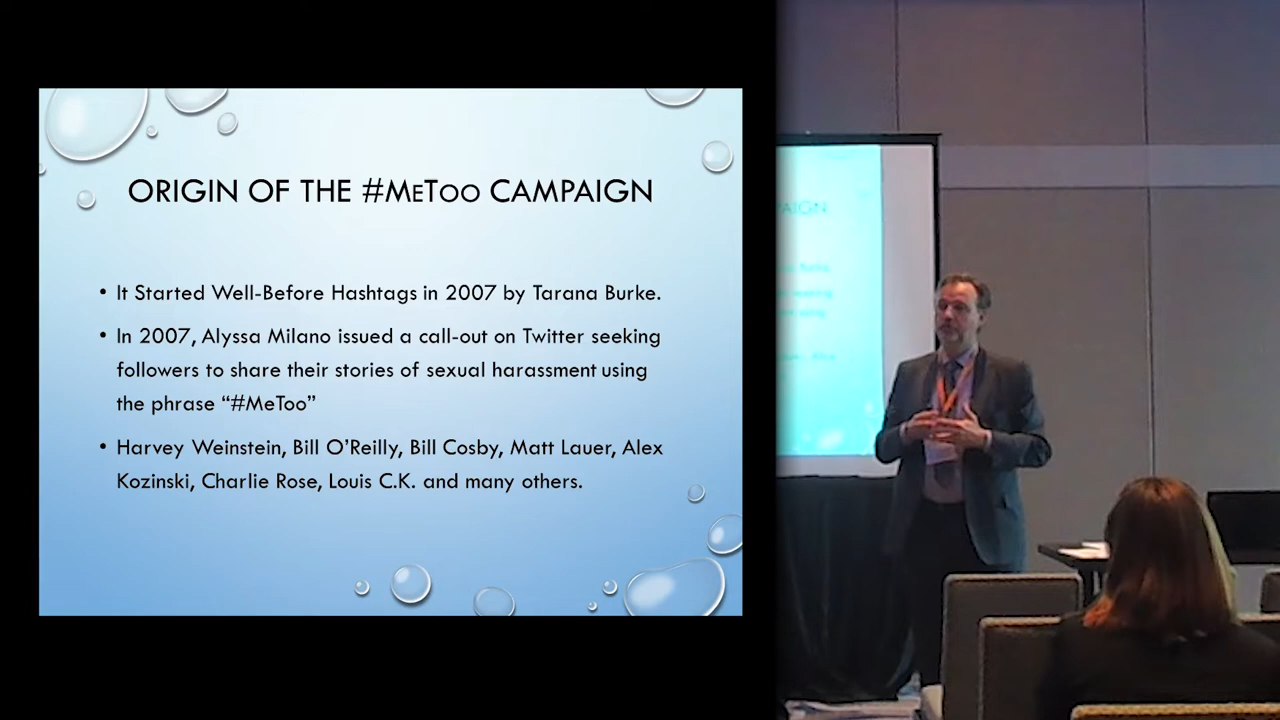 ORIGIN OF THE #METOO CAMPAIGN
• It Started Well-Before Hashtags in 2007 by Tarana Burke.
• In 2007, Alyssa Milano issued a call-out on Twitter seeking
followers to share their stories of sexual harassment using
the phrase “#MeToo”
• Harvey Weinstein, Bill O’Reilly, Bill Cosby, Matt Lauer, Alex
Kozinski, Charlie Rose, Louis C.K. and many others.